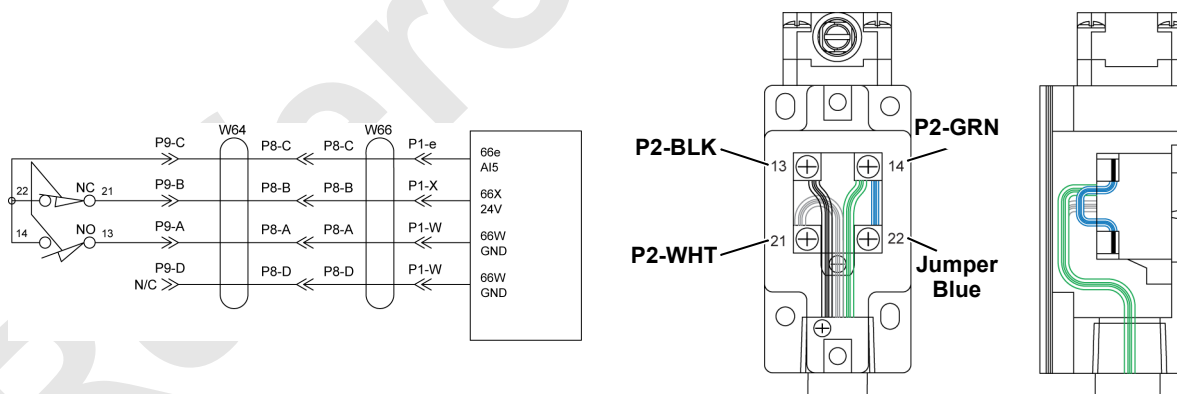 W64 W66
P9-C P8-C P8-C P1-e
66e
AI5
22 NC 21 P9-B P8-B P8-B P1-X
66X
24V
14 NO 13 P9-A P8-A P8-A P1-W
66W
GND
P9-D P8-D P8-D P1-W
N/C
66W
GND
P2-GRN
P2-BLK
13 14
21 22
P2-WHT
Jumper
Blue